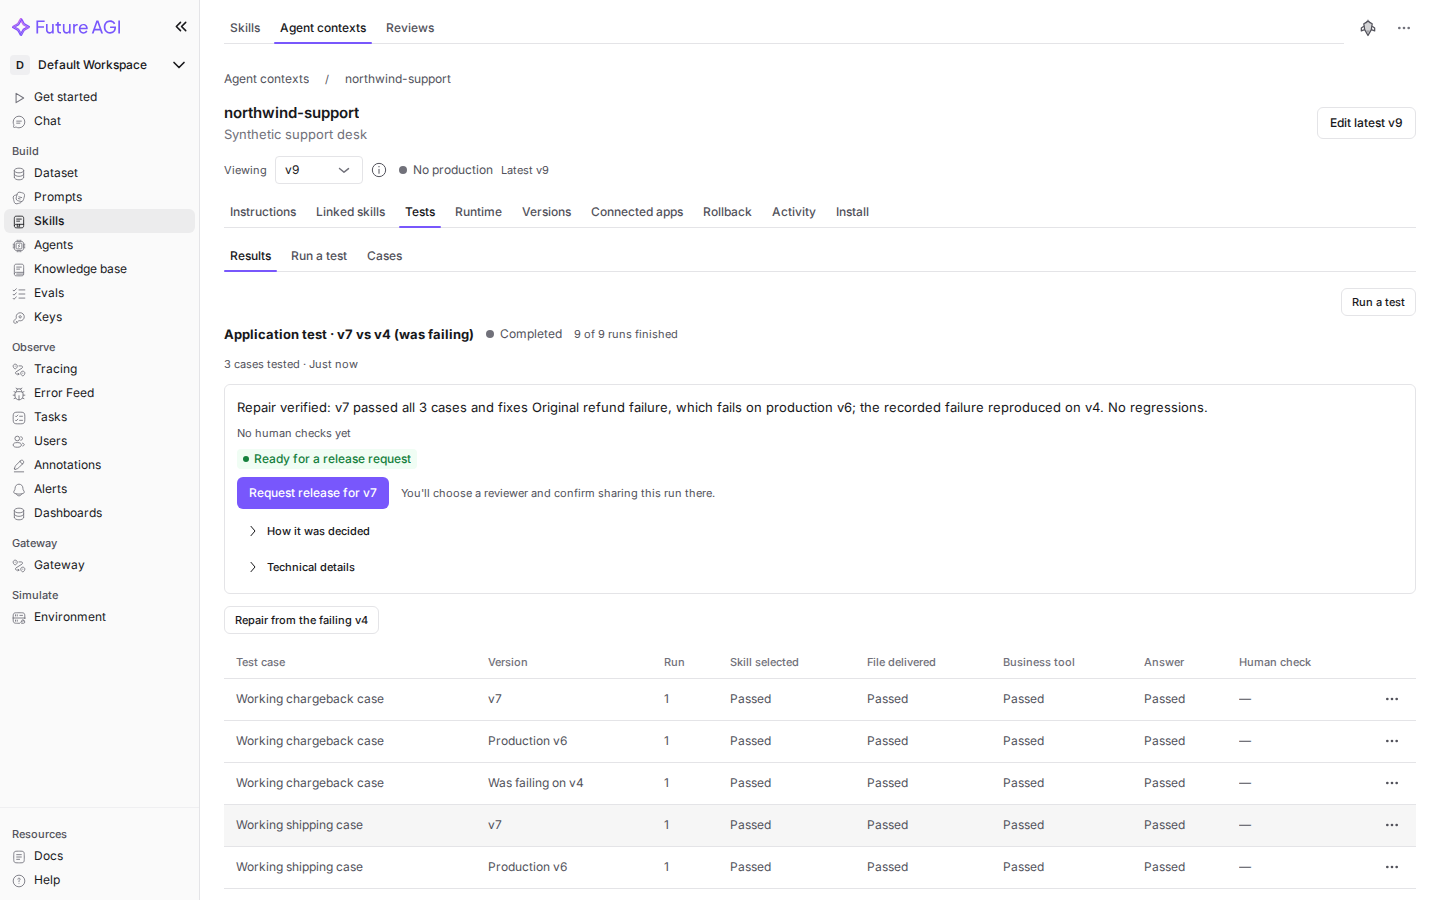 Future AGI
D Default Workspace
Get started
Chat
Build
Dataset
Prompts
Skills
Agents
Knowledge base
Evals
Keys
Observe
Tracing
Error Feed
Tasks
Users
Annotations
Alerts
Dashboards
Gateway
Gateway
Simulate
Environment
Resources
Docs
Help
Skills Agent contexts Reviews
Agent contexts / northwind-support
northwind-support
Synthetic support desk
Edit latest v9
Viewing v9 No production Latest v9
Instructions Linked skills Tests Runtime Versions Connected apps Rollback Activity Install
Results Run a test Cases
Run a test
Application test · v7 vs v4 (was failing) Completed 9 of 9 runs finished
3 cases tested · Just now
Repair verified: v7 passed all 3 cases and fixes Original refund failure, which fails on production v6; the recorded failure reproduced on v4. No regressions.
No human checks yet
Ready for a release request
Request release for v7 You'll choose a reviewer and confirm sharing this run there.
How it was decided
Technical details
Repair from the failing v4
Test case Version Run Skill selected File delivered Business tool Answer Human check
Working chargeback case v7 1 Passed Passed Passed Passed —
Working chargeback case Production v6 1 Passed Passed Passed Passed —
Working chargeback case Was failing on v4 1 Passed Passed Passed Passed —
Working shipping case v7 1 Passed Passed Passed Passed —
Working shipping case Production v6 1 Passed Passed Passed Passed —